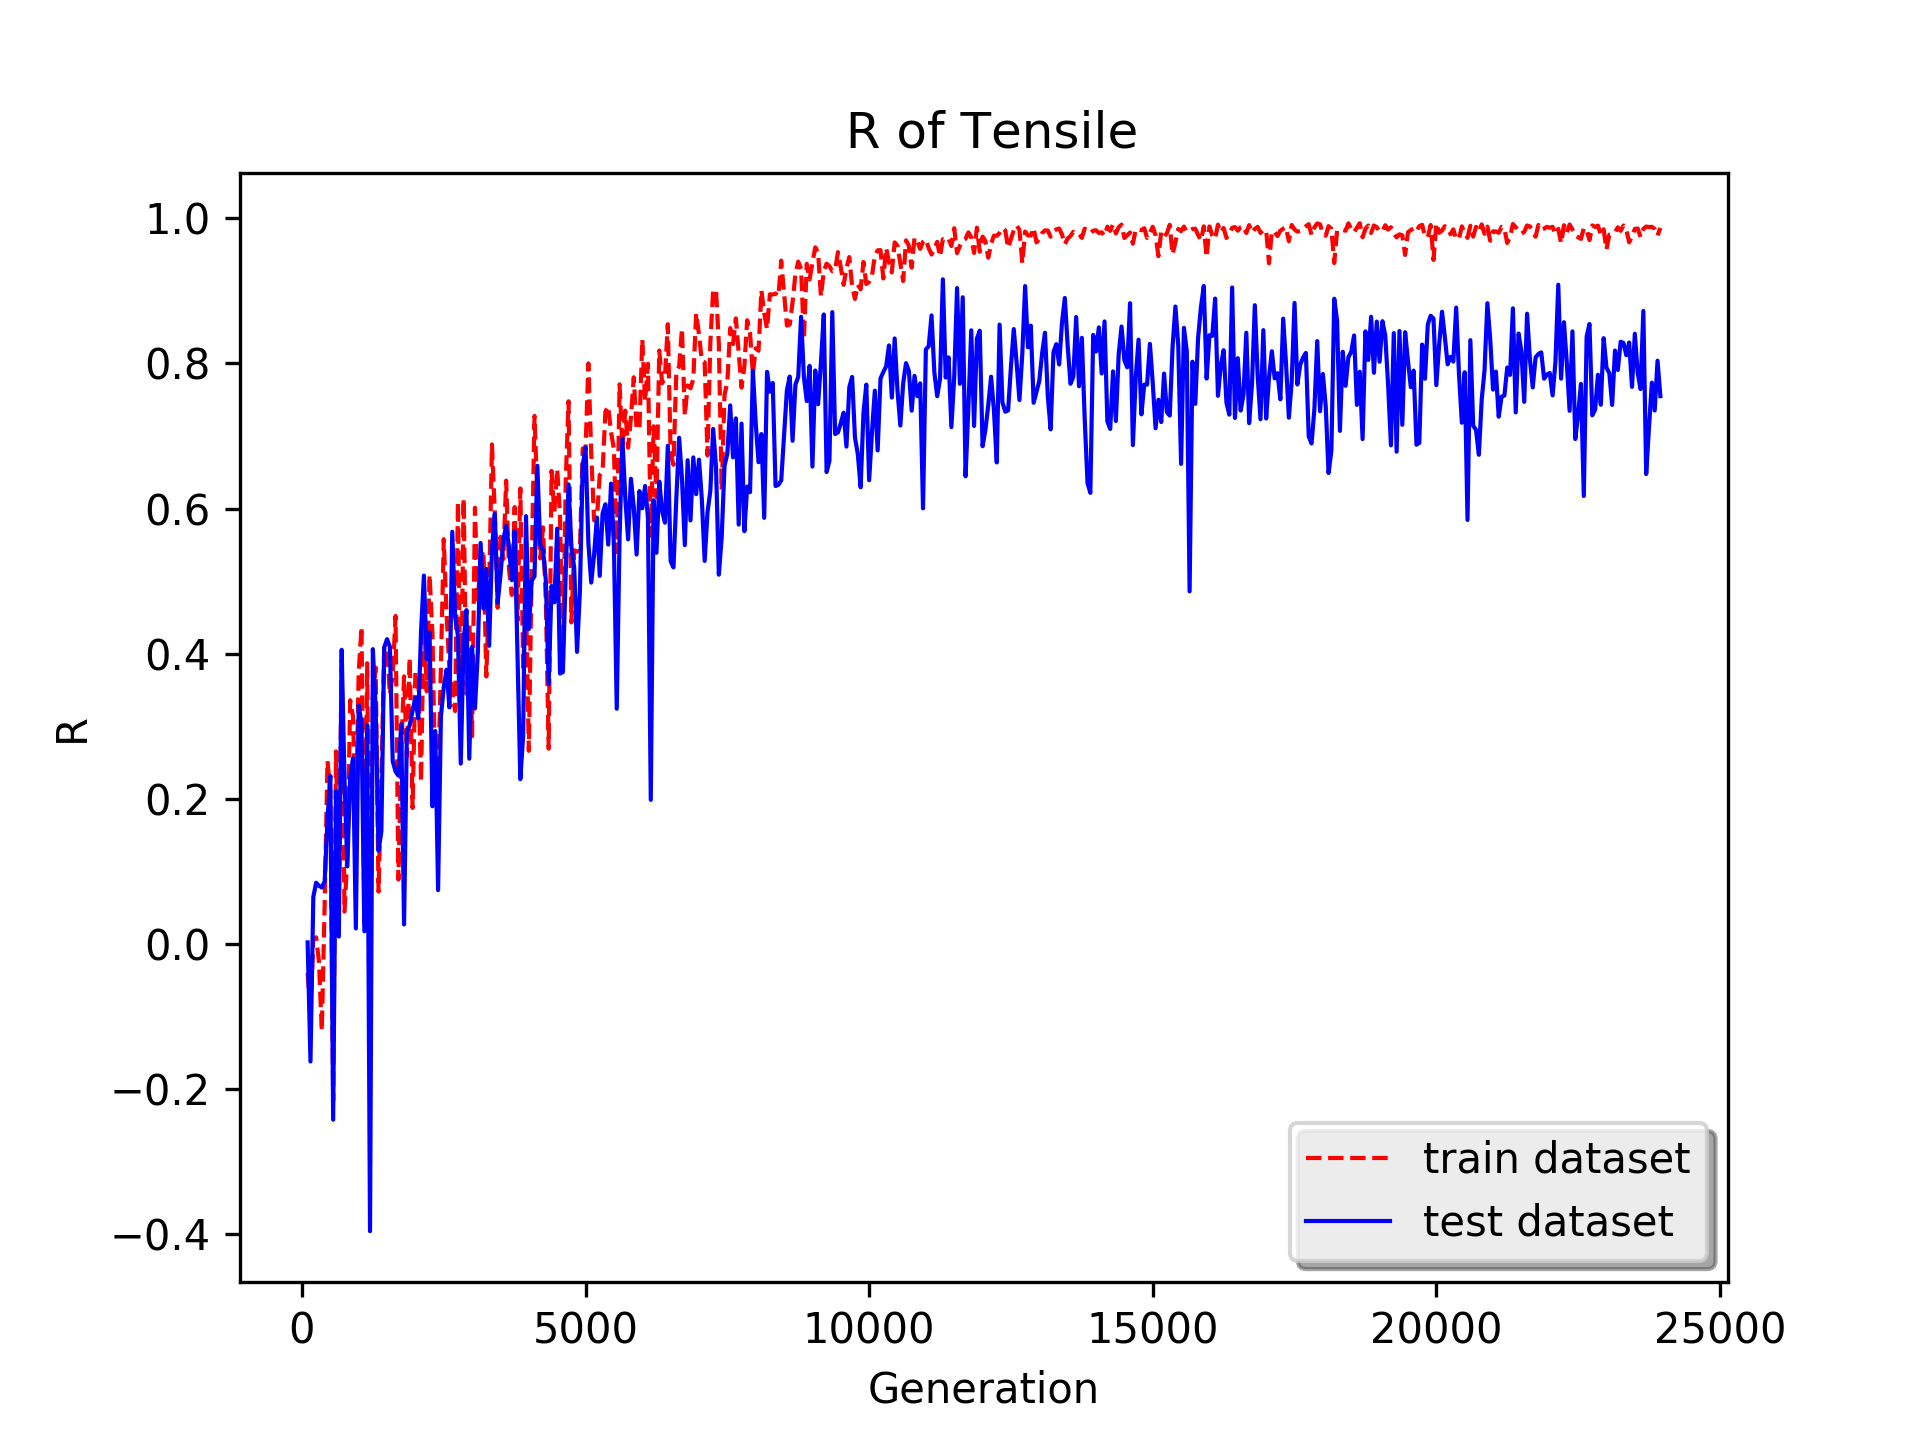 R of Tensile
1.0
0.8
0.6
0.4
0.2
0.0
−0.2
−0.4
R
0 5000 10000 15000 20000 25000
Generation
train dataset
test dataset